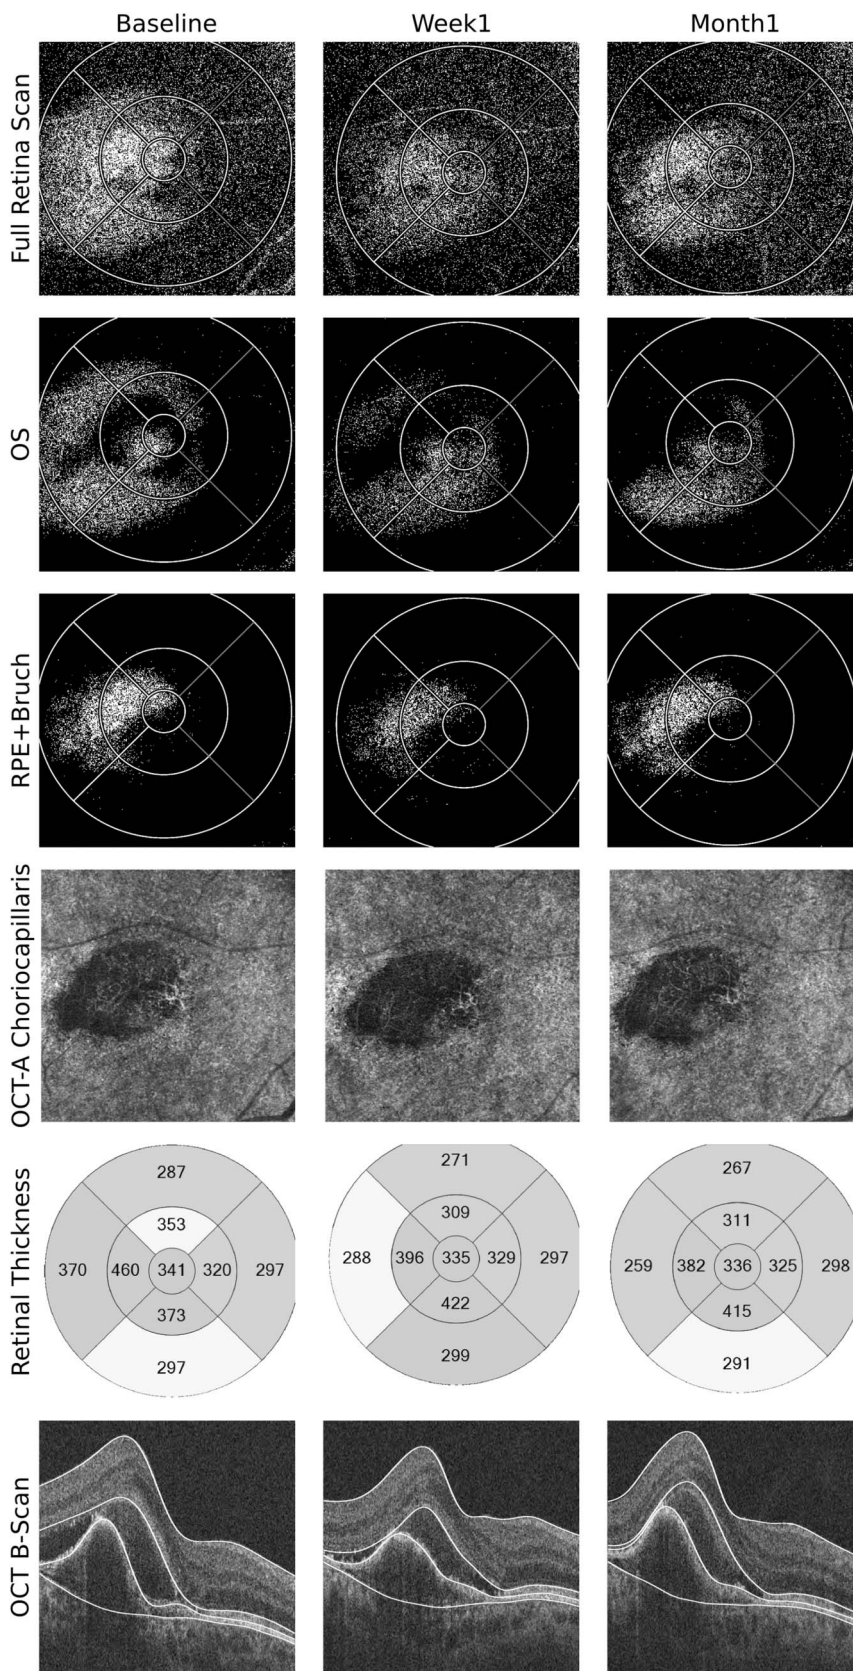 Baseline Week1 Month1
Full Retina Scan
OS
RPE+Bruch
OCT-A Choriocapillaris
Retinal Thickness
287
353
370 460 341 320 297
373
297
271
309
288 396 335 329 297
422
299
267
311
259 382 336 325 298
415
291
OCT B-Scan